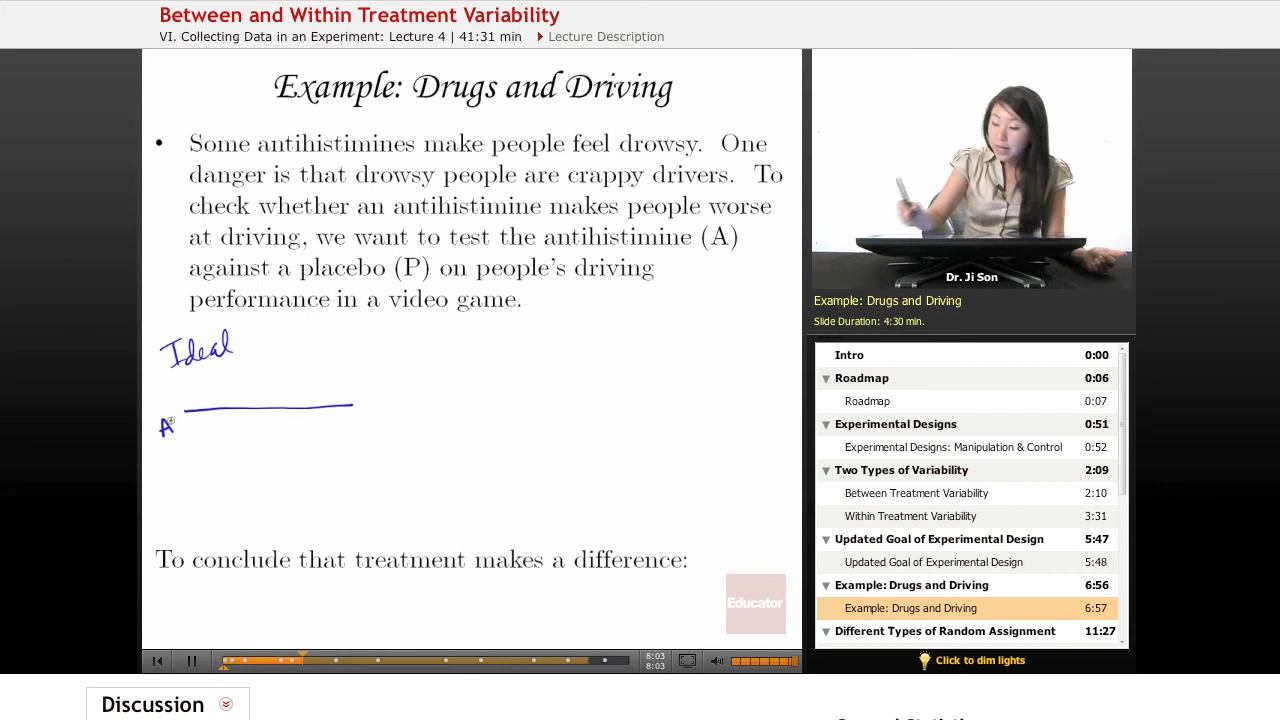 Between and Within Treatment Variability
VI. Collecting Data in an Experiment: Lecture 4 | 41:31 min Lecture Description
Example: Drugs and Driving
• Some antihistimines make people feel drowsy. One
danger is that drowsy people are crappy drivers. To
check whether an antihistimine makes people worse
at driving, we want to test the antihistimine (A)
against a placebo (P) on people's driving
performance in a video game.
Ideal
A
To conclude that treatment makes a difference:
Educator
8:03
8:03
Dr. Ji Son
Example: Drugs and Driving
Slide Duration: 4:30 min.
Intro 0:00
Roadmap 0:06
Roadmap 0:07
Experimental Designs 0:51
Experimental Designs: Manipulation & Control 0:52
Two Types of Variability 2:09
Between Treatment Variability 2:10
Within Treatment Variability 3:31
Updated Goal of Experimental Design 5:47
Updated Goal of Experimental Design 5:48
Example: Drugs and Driving 6:56
Example: Drugs and Driving 6:57
Different Types of Random Assignment 11:27
Click to dim lights
Discussion